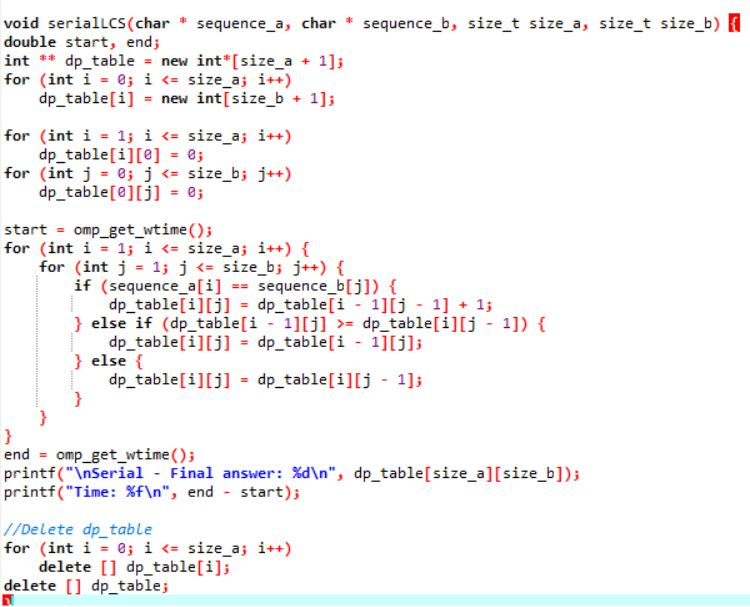 void serialLCS(char * sequence_a, char * sequence_b, size_t size_a, size_t size_b) {
double start, end;
int ** dp_table = new int*[size_a + 1];
for (int i = 0; i <= size_a; i++)
    dp_table[i] = new int[size_b + 1];

for (int i = 1; i <= size_a; i++)
    dp_table[i][0] = 0;
for (int j = 0; j <= size_b; j++)
    dp_table[0][j] = 0;

start = omp_get_wtime();
for (int i = 1; i <= size_a; i++) {
    for (int j = 1; j <= size_b; j++) {
        if (sequence_a[i] == sequence_b[j]) {
            dp_table[i][j] = dp_table[i - 1][j - 1] + 1;
        } else if (dp_table[i - 1][j] >= dp_table[i][j - 1]) {
            dp_table[i][j] = dp_table[i - 1][j];
        } else {
            dp_table[i][j] = dp_table[i][j - 1];
        }
    }
}
end = omp_get_wtime();
printf("\nSerial - Final answer: %d\n", dp_table[size_a][size_b]);
printf("Time: %f\n", end - start);

//Delete dp_table
for (int i = 0; i <= size_a; i++)
    delete [] dp_table[i];
delete [] dp_table;
}